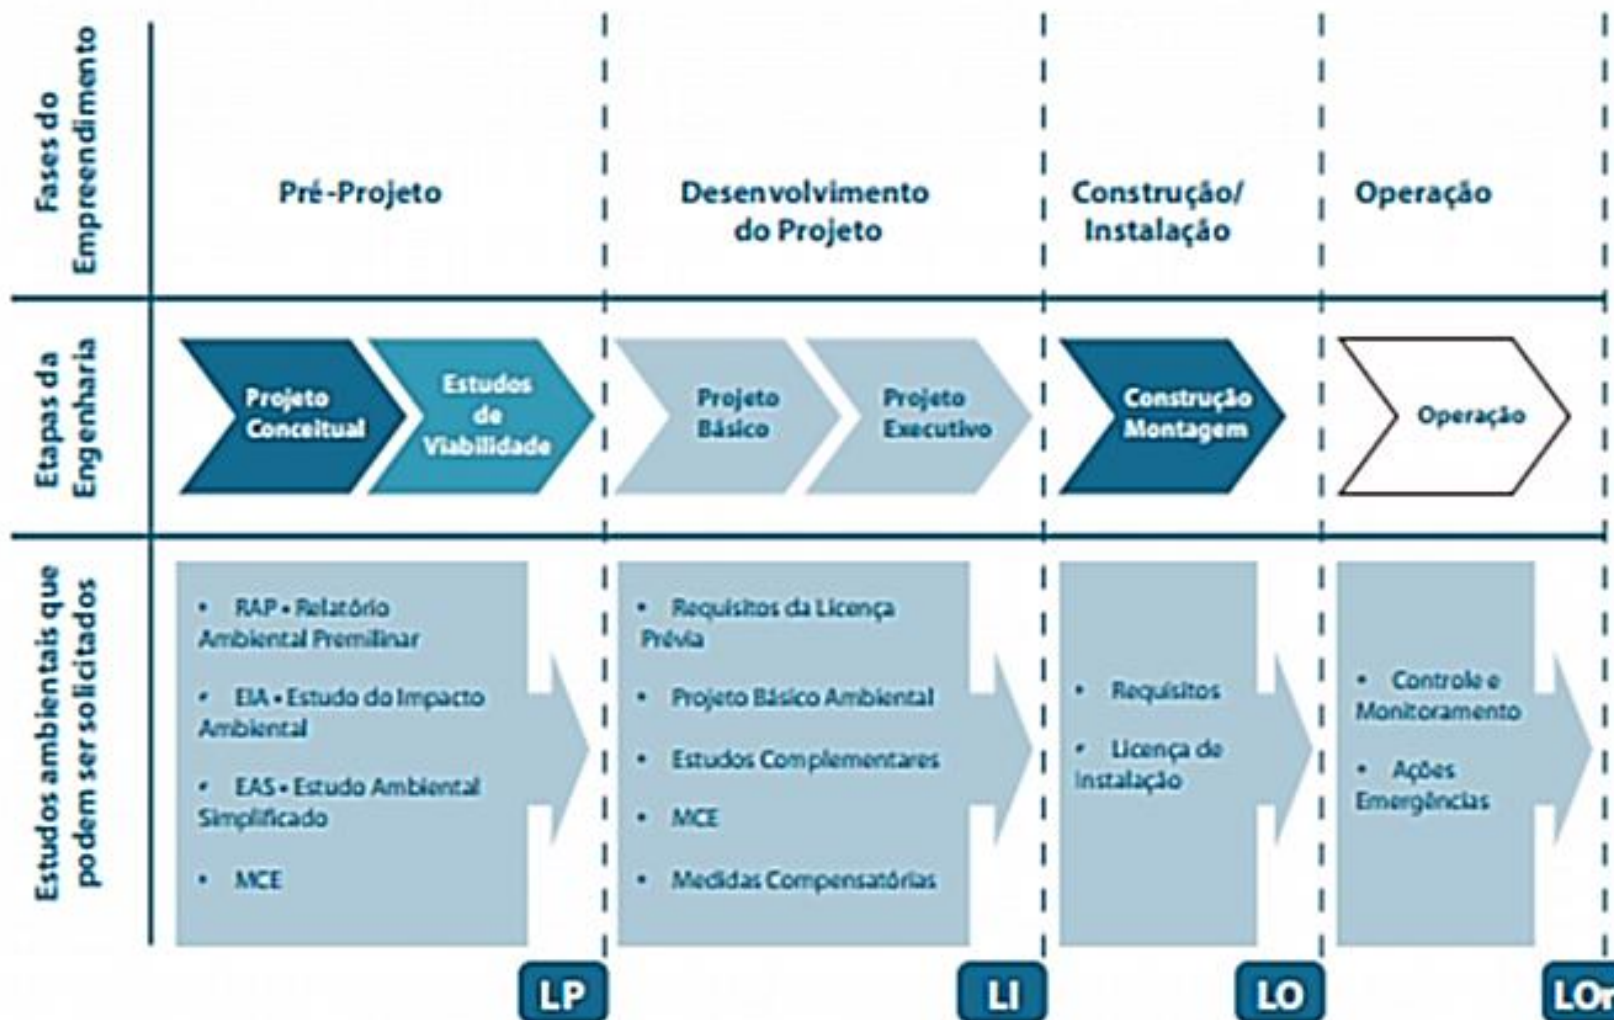 Fases do
Empreendimento
Pré-Projeto
Desenvolvimento
do Projeto
Construção/
Instalação
Operação
Etapas da
Engenharia
Projeto
Conceitual
Estudos
de
Viabilidade
Projeto
Básico
Projeto
Executivo
Construção
Montagem
Operação
Estudos ambientais que
podem ser solicitados
• RAP • Relatório
Ambiental Premilinar
• EIA • Estudo do Impacto
Ambiental
• EAS • Estudo Ambiental
Simplificado
• MCE
• Requisitos da Licença
Prévia
• Projeto Básico Ambiental
• Estudos Complementares
• MCE
• Medidas Compensatórias
• Requisitos
• Licença de
Instalação
• Controle e
Monitoramento
• Ações
Emergências
LP
LI
LO
LOr